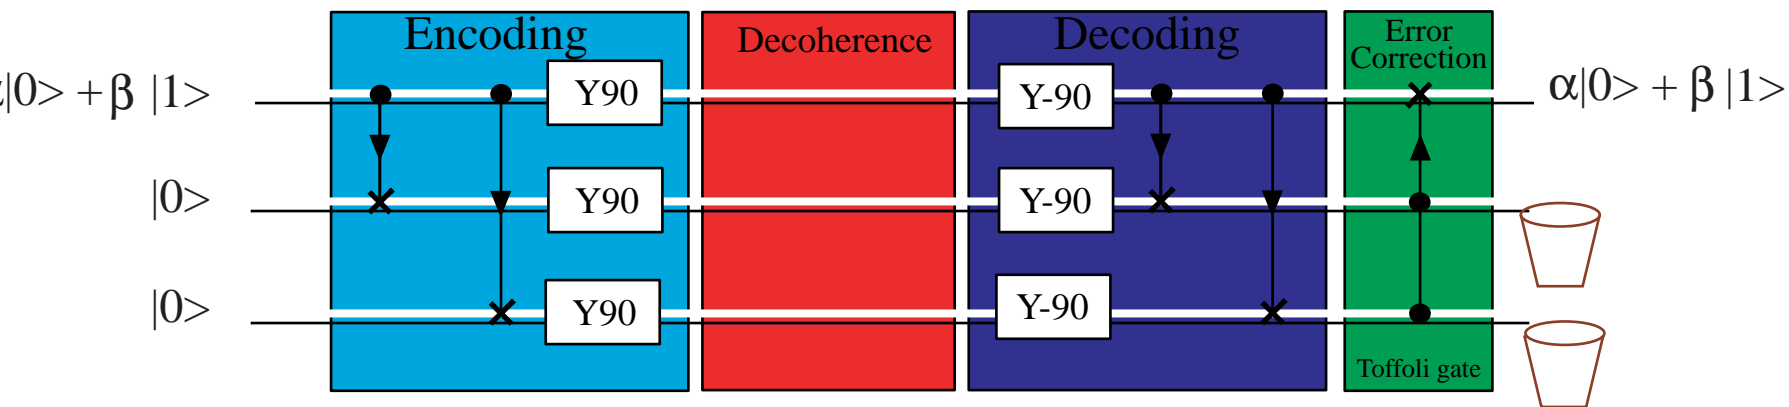 Encoding
Decoherence
Decoding
Error
Correction
|0> + β |1>
Y90
Y-90
α|0> + β |1>
|0>
Y90
Y-90
|0>
Y90
Y-90
Toffoli gate